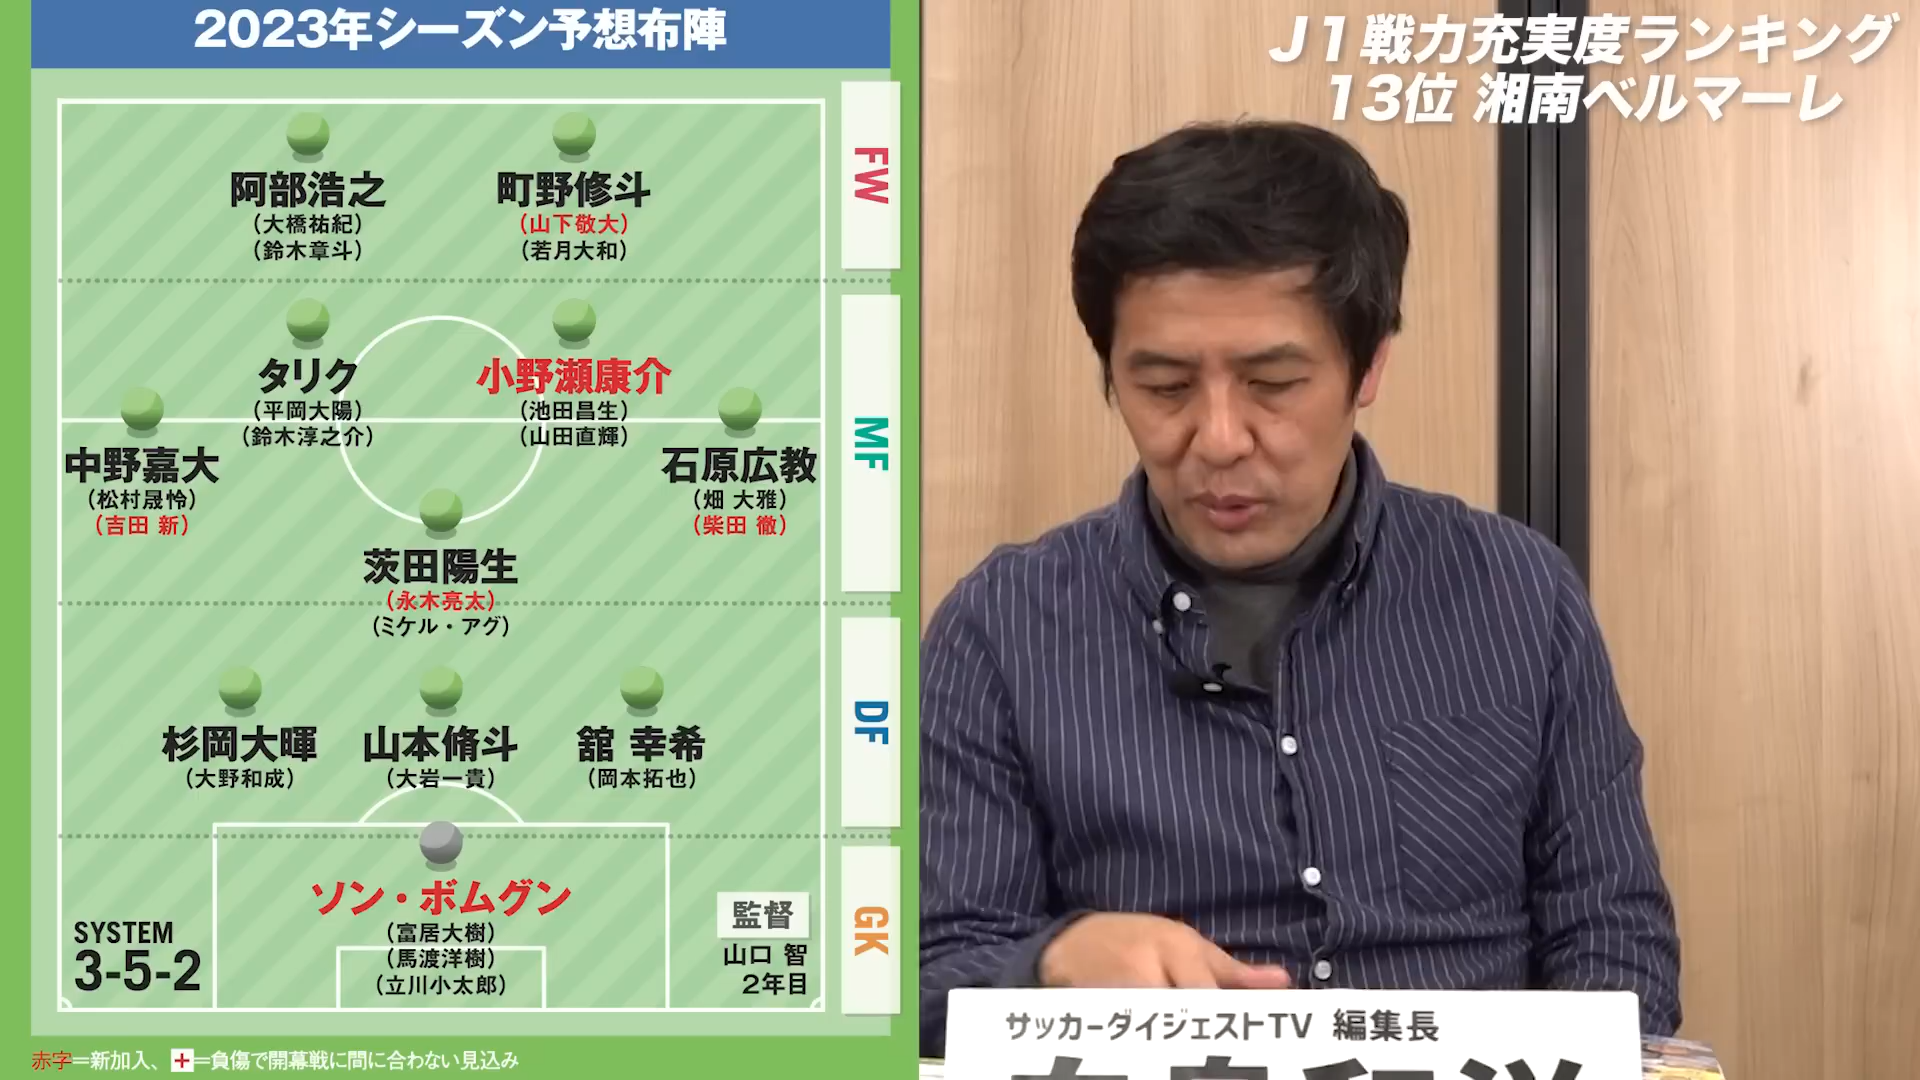 2023年シーズン予想布陣
J1戦力充実度ランキング
13位 湘南ベルマーレ
FW
阿部浩之
(大橋祐紀)
(鈴木章斗)
町野修斗
(山下敬大)
(若月大和)
MF
タリク
(平岡大陽)
(鈴木淳之介)
小野瀬康介
(池田昌生)
(山田直輝)
中野嘉大
(松村晟怜)
(吉田 新)
石原広教
(畑 大雅)
(柴田 徹)
茨田陽生
(永木亮太)
(ミケル・アグ)
DF
杉岡大暉
(大野和成)
山本脩斗
(大岩一貴)
舘 幸希
(岡本拓也)
GK
ソン・ボムグン
(富居大樹)
(馬渡洋樹)
(立川小太郎)
SYSTEM
3-5-2
監督
山口 智
2年目
赤字=新加入、+=負傷で開幕戦に間に合わない見込み
サッカーダイジェストTV 編集長